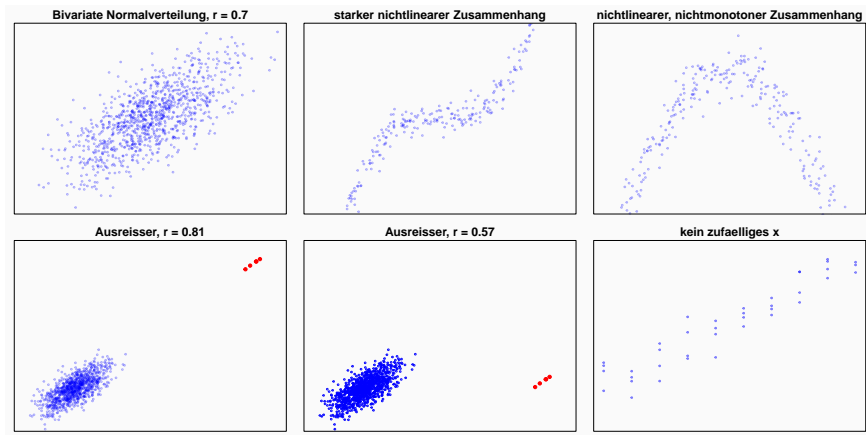 Bivariate Normalverteilung, r = 0.7
starker nichtlinearer Zusammenhang
nichtlinearer, nichtmonotoner Zusammenhang
Ausreisser, r = 0.81
Ausreisser, r = 0.57
kein zufaelliges x